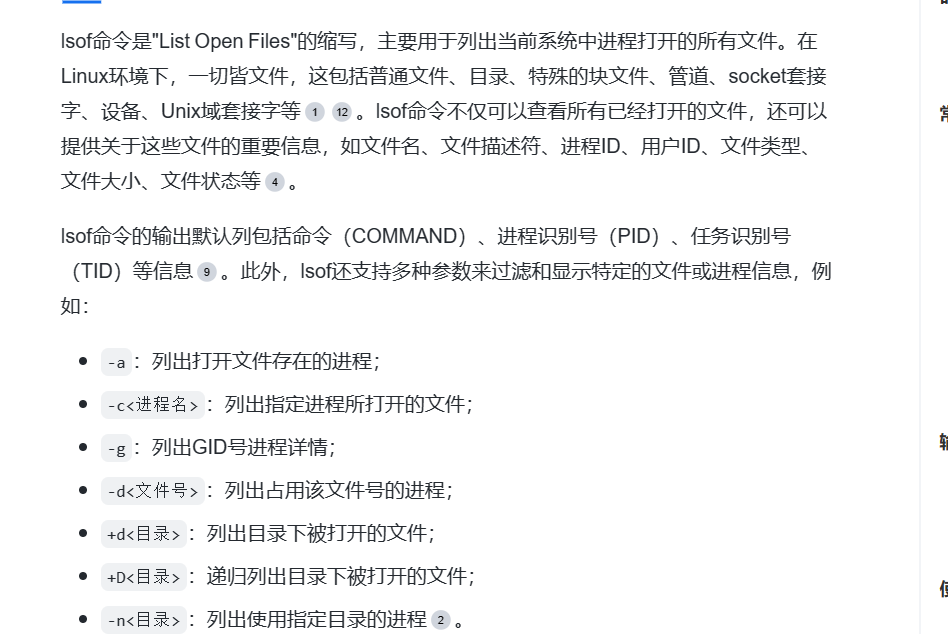 lsof命令是"List Open Files"的缩写，主要用于列出当前系统中进程打开的所有文件。在
Linux环境下，一切皆文件，这包括普通文件、目录、特殊的块文件、管道、socket套接
字、设备、Unix域套接字等 1 12 。lsof命令不仅可以查看所有已经打开的文件，还可以
提供关于这些文件的重要信息，如文件名、文件描述符、进程ID、用户ID、文件类型、
文件大小、文件状态等 4 。
lsof命令的输出默认列包括命令（COMMAND）、进程识别号（PID）、任务识别号
（TID）等信息 9 。此外，lsof还支持多种参数来过滤和显示特定的文件或进程信息，例
如：
-a：列出打开文件存在的进程；
-c<进程名>：列出指定进程所打开的文件；
-g：列出GID号进程详情；
-d<文件号>：列出占用该文件号的进程；
+d<目录>：列出目录下被打开的文件；
+D<目录>：递归列出目录下被打开的文件；
-n<目录>：列出使用指定目录的进程 2 。